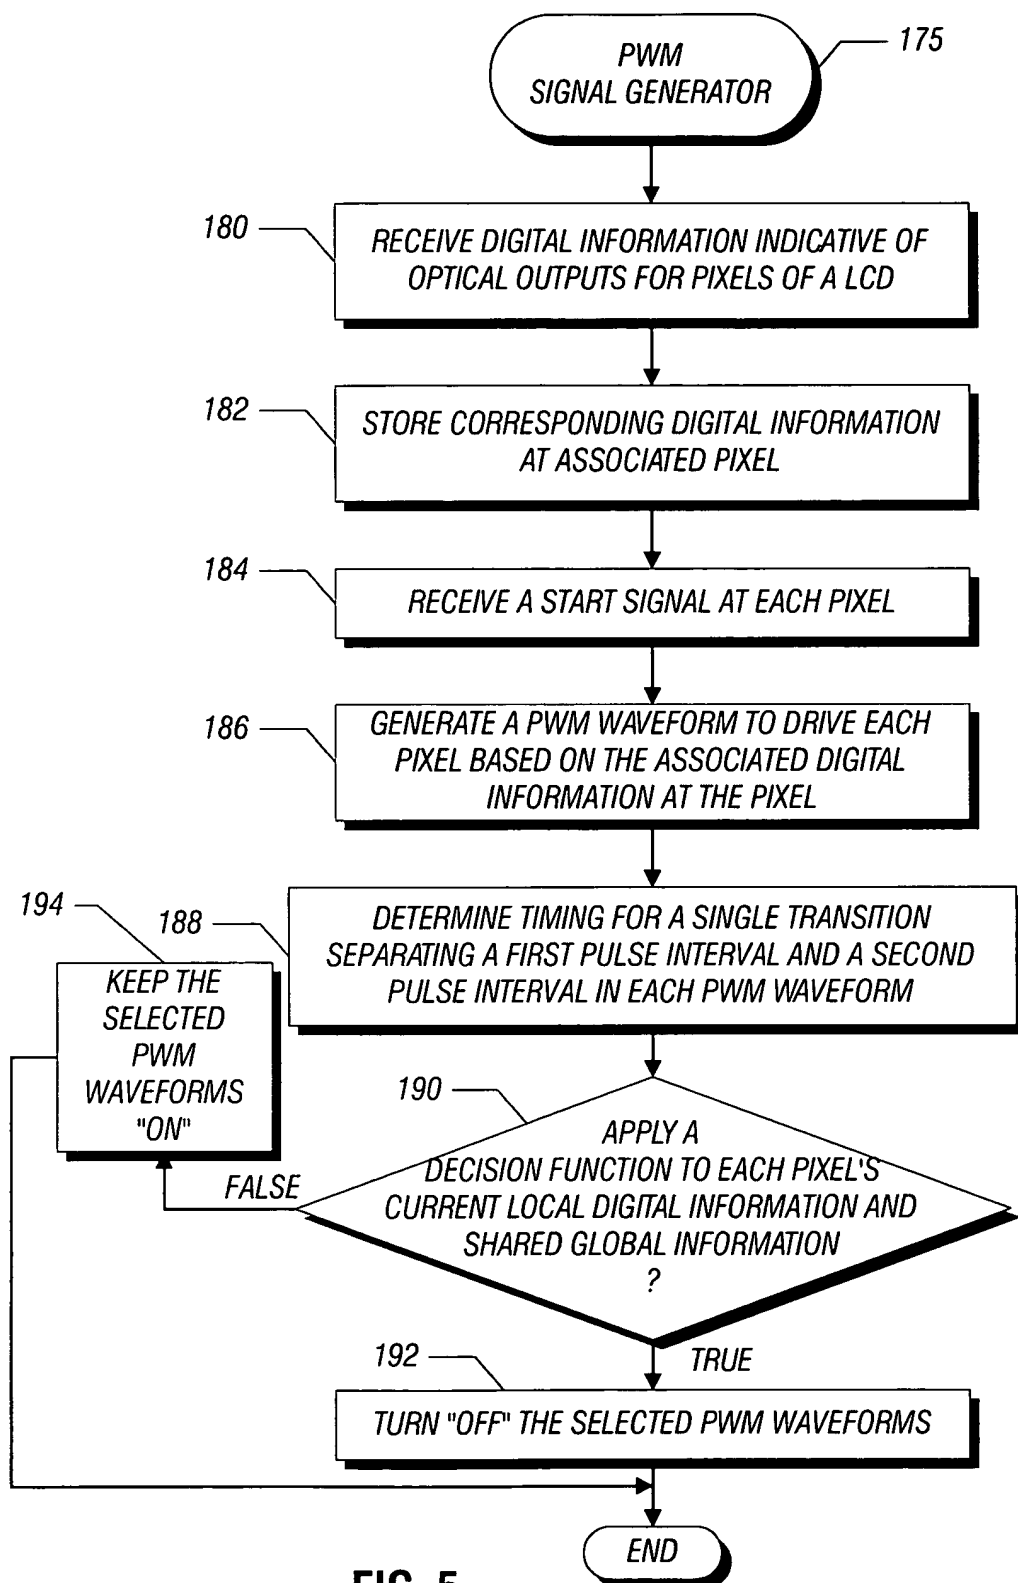 PWM
SIGNAL GENERATOR
175
180
RECEIVE DIGITAL INFORMATION INDICATIVE OF
OPTICAL OUTPUTS FOR PIXELS OF A LCD
182
STORE CORRESPONDING DIGITAL INFORMATION
AT ASSOCIATED PIXEL
184
RECEIVE A START SIGNAL AT EACH PIXEL
186
GENERATE A PWM WAVEFORM TO DRIVE EACH
PIXEL BASED ON THE ASSOCIATED DIGITAL
INFORMATION AT THE PIXEL
188
DETERMINE TIMING FOR A SINGLE TRANSITION
SEPARATING A FIRST PULSE INTERVAL AND A SECOND
PULSE INTERVAL IN EACH PWM WAVEFORM
194
KEEP THE
SELECTED
PWM
WAVEFORMS
"ON"
190
APPLY A
DECISION FUNCTION TO EACH PIXEL'S
CURRENT LOCAL DIGITAL INFORMATION AND
SHARED GLOBAL INFORMATION
?
FALSE
TRUE
192
TURN "OFF" THE SELECTED PWM WAVEFORMS
END
FIG. 5